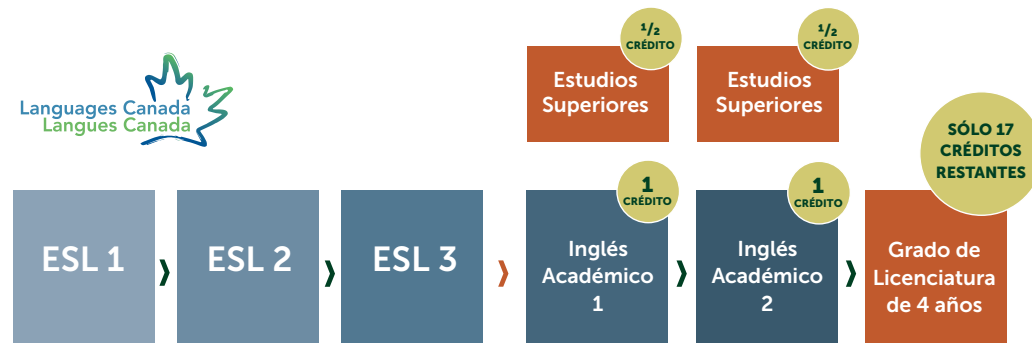 Languages Canada
Langues Canada
Estudios
Superiores
1/2
CRÉDITO
Estudios
Superiores
1/2
CRÉDITO
SÓLO 17
CRÉDITOS
RESTANTES
ESL 1
ESL 2
ESL 3
1
CRÉDITO
Inglés
Académico
1
1
CRÉDITO
Inglés
Académico
2
Grado de
Licenciatura
de 4 años